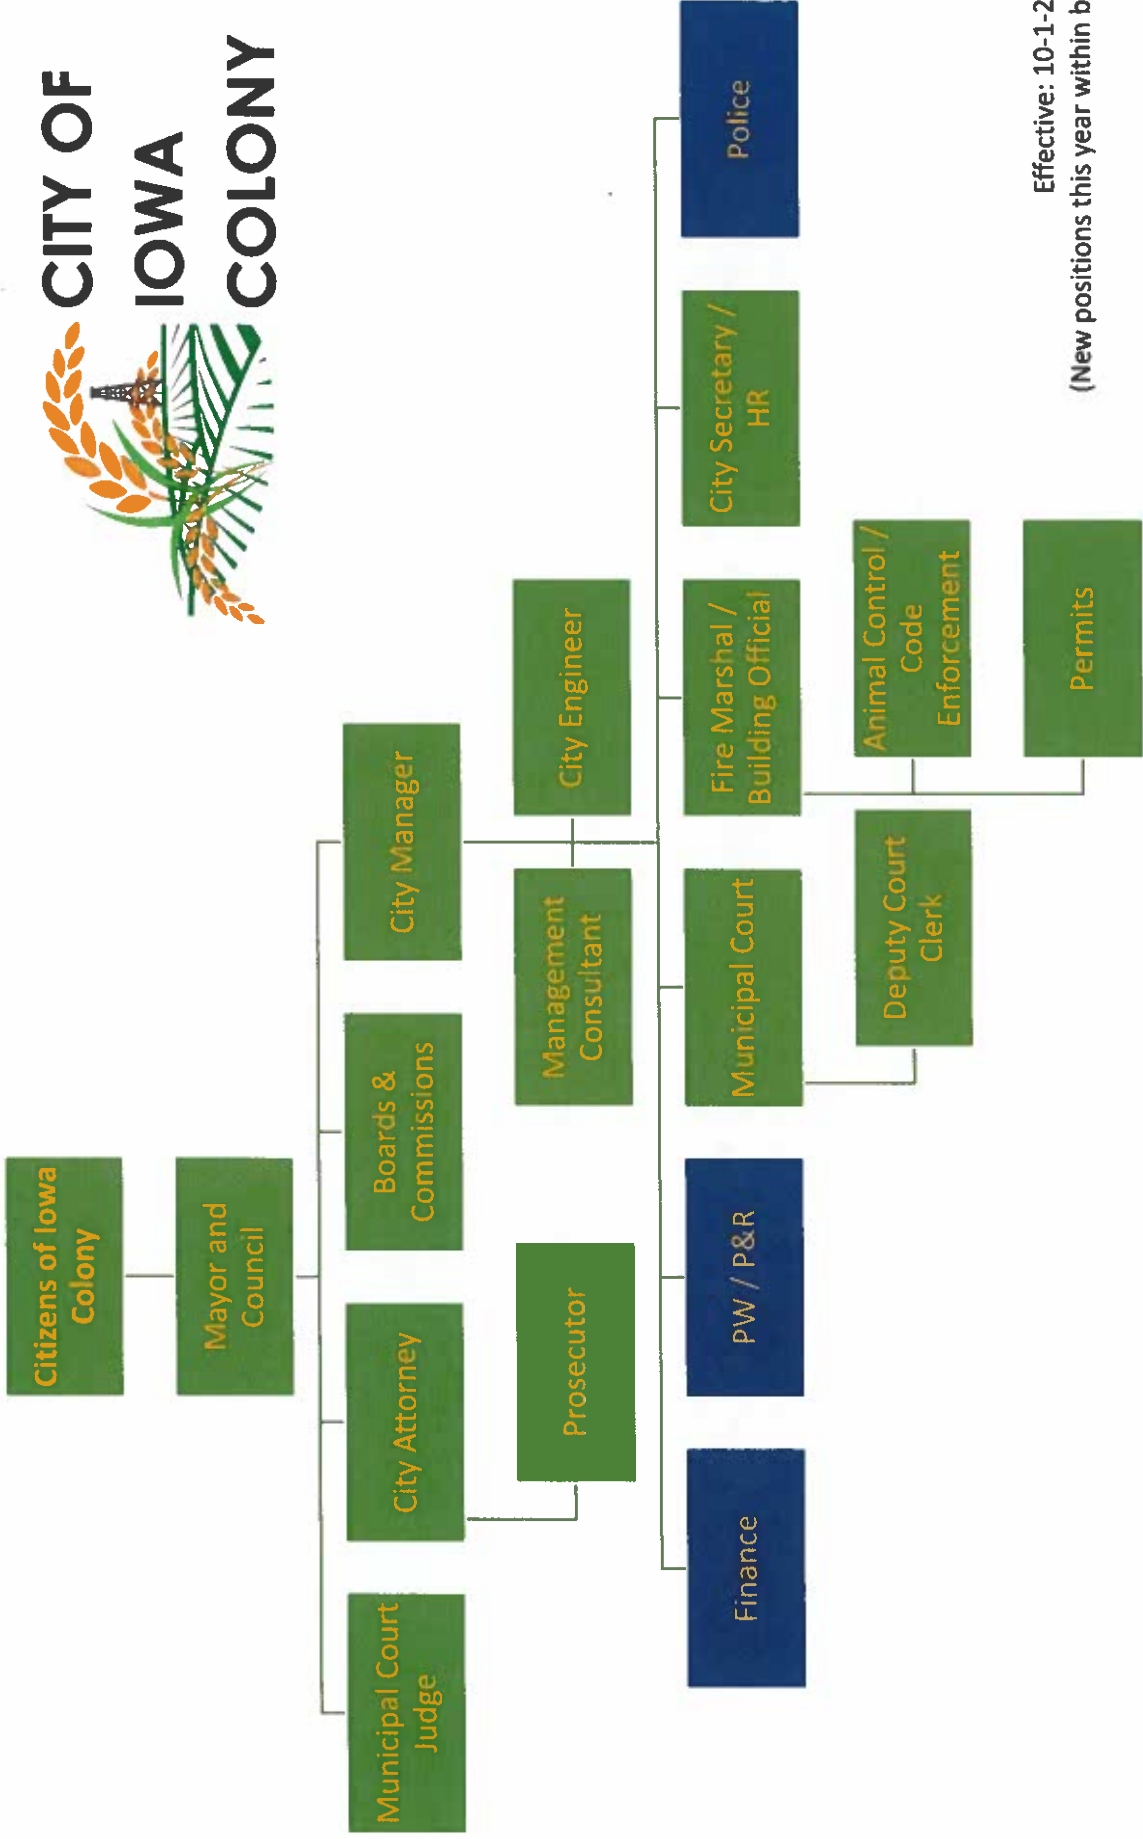 CITY OF
IOWA
COLONY
Citizens of Iowa
Colony
Mayor and
Council
Municipal Court
Judge
City Attorney
Boards &
Commissions
City Manager
Prosecutor
Management
Consultant
City Engineer
Finance
PW / P&R
Municipal Court
Fire Marshal /
Building Official
City Secretary /
HR
Police
Deputy Court
Clerk
Animal Control /
Code
Enforcement
Permits
Effective: 10-1-2
(New positions this year within b